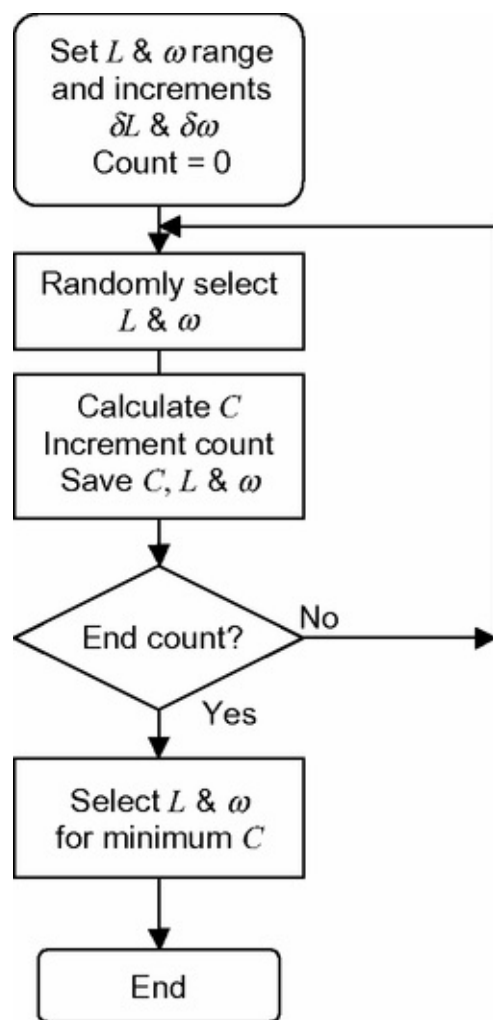 Set L & ω range
and increments
δL & δω
Count = 0
Randomly select
L & ω
Calculate C
Increment count
Save C, L & ω
End count?
No
Yes
Select L & ω
for minimum C
End